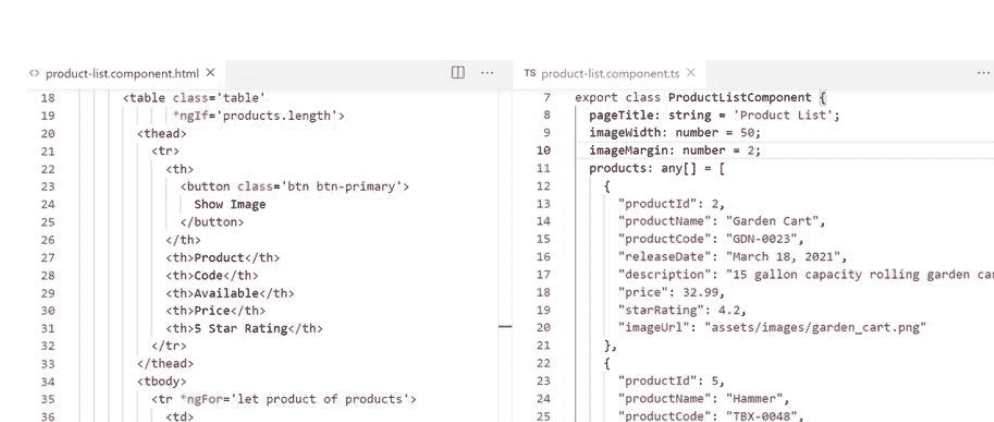 <> product-list.component.html ×
18 <table class='table'
19 *ngIf='products.length'>
20 <thead>
21 <tr>
22 <th>
23 <button class='btn btn-primary'>
24 Show Image
25 </button>
26 </th>
27 <th>Product</th>
28 <th>Code</th>
29 <th>Available</th>
30 <th>Price</th>
31 <th>5 Star Rating</th>
32 </tr>
33 </thead>
34 <tbody>
35 <tr *ngFor='let product of products'>
36 <td>
TS product-list.component.ts ×
7 export class ProductListComponent {
8 pageTitle: string = 'Product List';
9 imageWidth: number = 50;
10 imageMargin: number = 2;
11 products: any[] = [
12 {
13 "productId": 2,
14 "productName": "Garden Cart",
15 "productCode": "GDN-0023",
16 "releaseDate": "March 18, 2021",
17 "description": "15 gallon capacity rolling garden car
18 "price": 32.99,
19 "starRating": 4.2,
20 "imageUrl": "assets/images/garden_cart.png"
21 },
22 {
23 "productId": 5,
24 "productName": "Hammer",
25 "productCode": "TBX-0048",